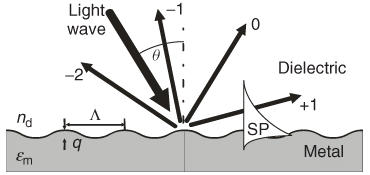 Light
wave
−1
0
θ
−2
Dielectric
+1
n_d
Λ
SP
q
ε_m
Metal